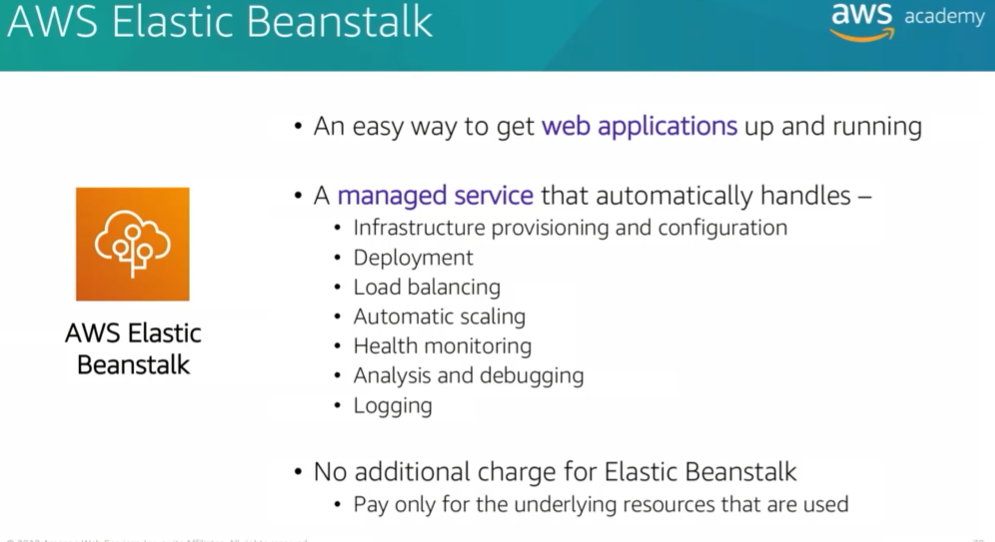 AWS Elastic Beanstalk
aws academy
• An easy way to get web applications up and running
• A managed service that automatically handles –
• Infrastructure provisioning and configuration
• Deployment
• Load balancing
• Automatic scaling
• Health monitoring
• Analysis and debugging
• Logging
AWS Elastic
Beanstalk
• No additional charge for Elastic Beanstalk
• Pay only for the underlying resources that are used